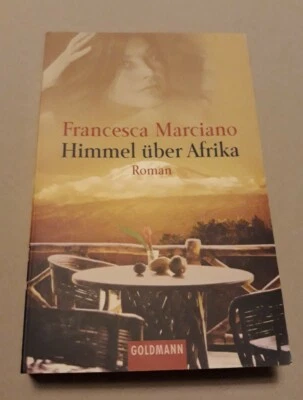 Francesca Marciano
Himmel über Afrika
Roman
GOLDMANN